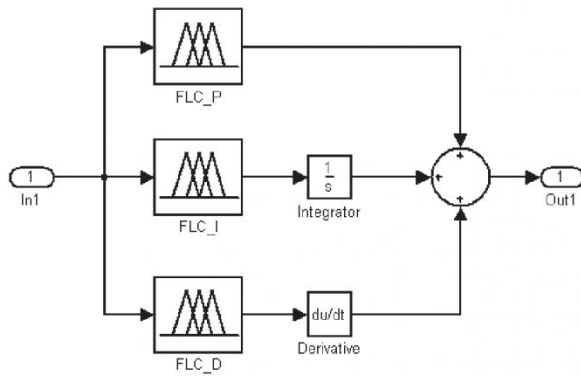 FLC_P
1
In1
FLC_I
1
s
Integrator
+
+
+
1
Out1
FLC_D
du/dt
Derivative